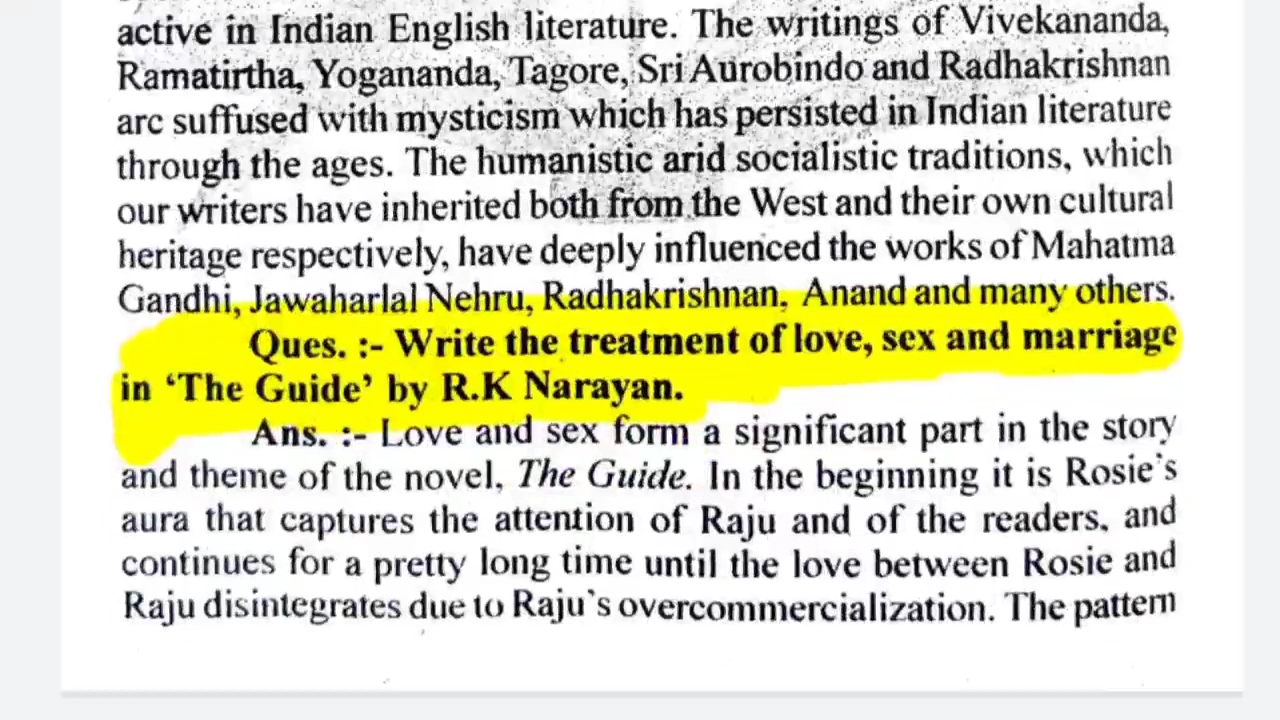 active in Indian English literature. The writings of Vivekananda,
Ramatirtha, Yogananda, Tagore, Sri Aurobindo and Radhakrishnan
arc suffused with mysticism which has persisted in Indian literature
through the ages. The humanistic arid socialistic traditions, which
our writers have inherited both from the West and their own cultural
heritage respectively, have deeply influenced the works of Mahatma
Gandhi, Jawaharlal Nehru, Radhakrishnan, Anand and many others.
Ques. :- Write the treatment of love, sex and marriage
in ‘The Guide’ by R.K Narayan.
Ans. :- Love and sex form a significant part in the story
and theme of the novel, The Guide. In the beginning it is Rosie's
aura that captures the attention of Raju and of the readers, and
continues for a pretty long time until the love between Rosie and
Raju disintegrates due to Raju's overcommercialization. The pattern